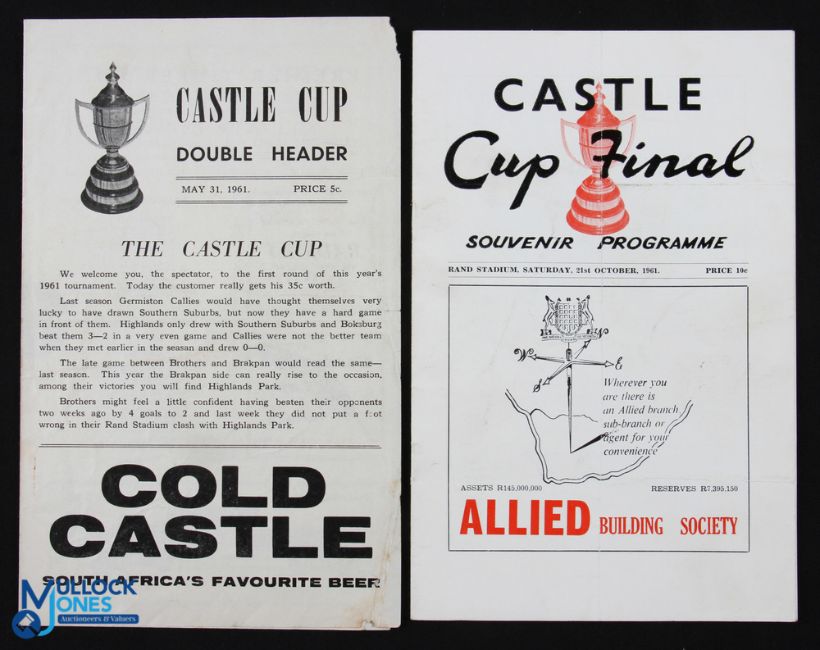 CASTLE CUP
DOUBLE HEADER
MAY 31, 1961. PRICE 5c.
THE CASTLE CUP
We welcome you, the spectator, to the first round of this year's
1961 tournament. Today the customer really gets his 35c worth.
Last season Germiston Callies would have thought themselves very
lucky to have drawn Southern Suburbs, but now they have a hard game
in front of them. Highlands only drew with Southern Suburbs and Boksburg
beat them 3—2 in a very even game and Callies were not the better team
when they met earlier in the seasan and drew 0—0.
The late game between Brothers and Brakpan would read the same—
last season. This year the Brakpan side can really rise to the occasion,
among their victories you will find Highlands Park.
Brothers might feel a little confident having beaten their opponents
two weeks ago by 4 goals to 2 and last week they did not put a foot
wrong in their Rand Stadium clash with Highlands Park.
COLD
CASTLE
SOUTH AFRICA'S FAVOURITE BEER
MULLOCK
JONES
Auctioneers & Valuers
CASTLE
Cup Final
SOUVENIR PROGRAMME
RAND STADIUM, SATURDAY, 21st OCTOBER, 1961. PRICE 10c
N
W
E
S
Wherever you
are there is
an Allied branch
sub-branch or
agent for your
convenience
ASSETS R145,000,000 RESERVES R7,395,150
ALLIED BUILDING SOCIETY